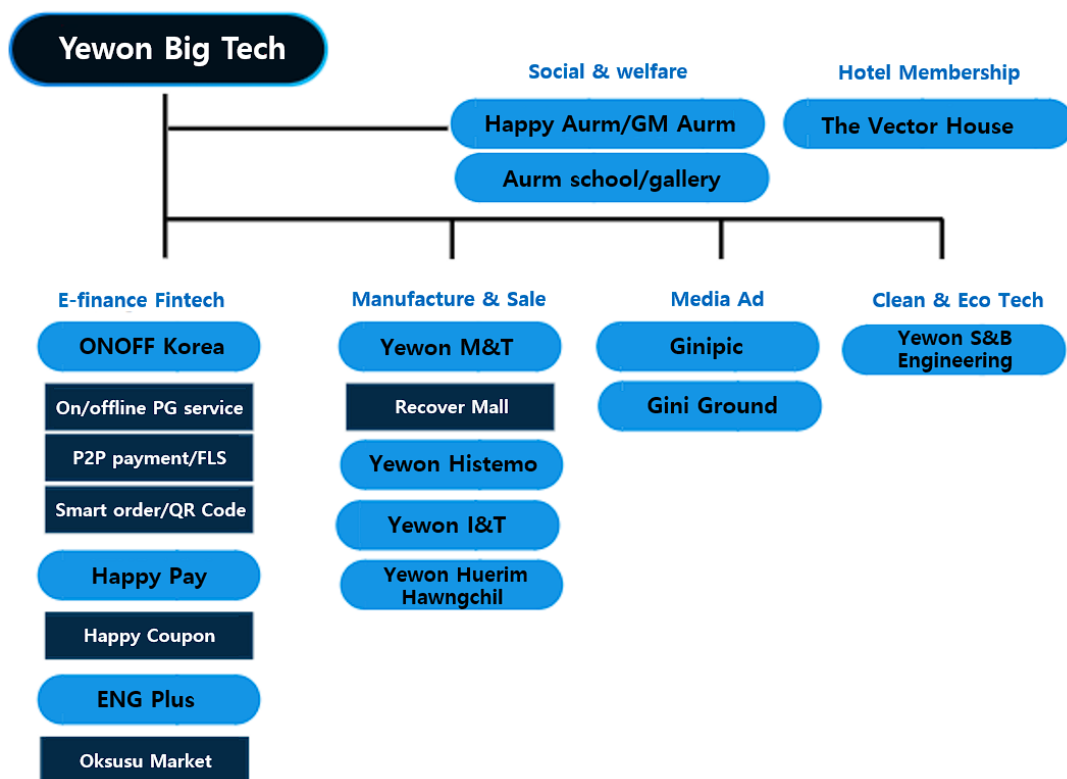 Yewon Big Tech
Social & welfare
Happy Aurm/GM Aurm
Aurm school/gallery
Hotel Membership
The Vector House
E-finance Fintech
ONOFF Korea
On/offline PG service
P2P payment/FLS
Smart order/QR Code
Happy Pay
Happy Coupon
ENG Plus
Oksusu Market
Manufacture & Sale
Yewon M&T
Recover Mall
Yewon Histemo
Yewon I&T
Yewon Huerim
Hawngchil
Media Ad
Ginipic
Gini Ground
Clean & Eco Tech
Yewon S&B
Engineering